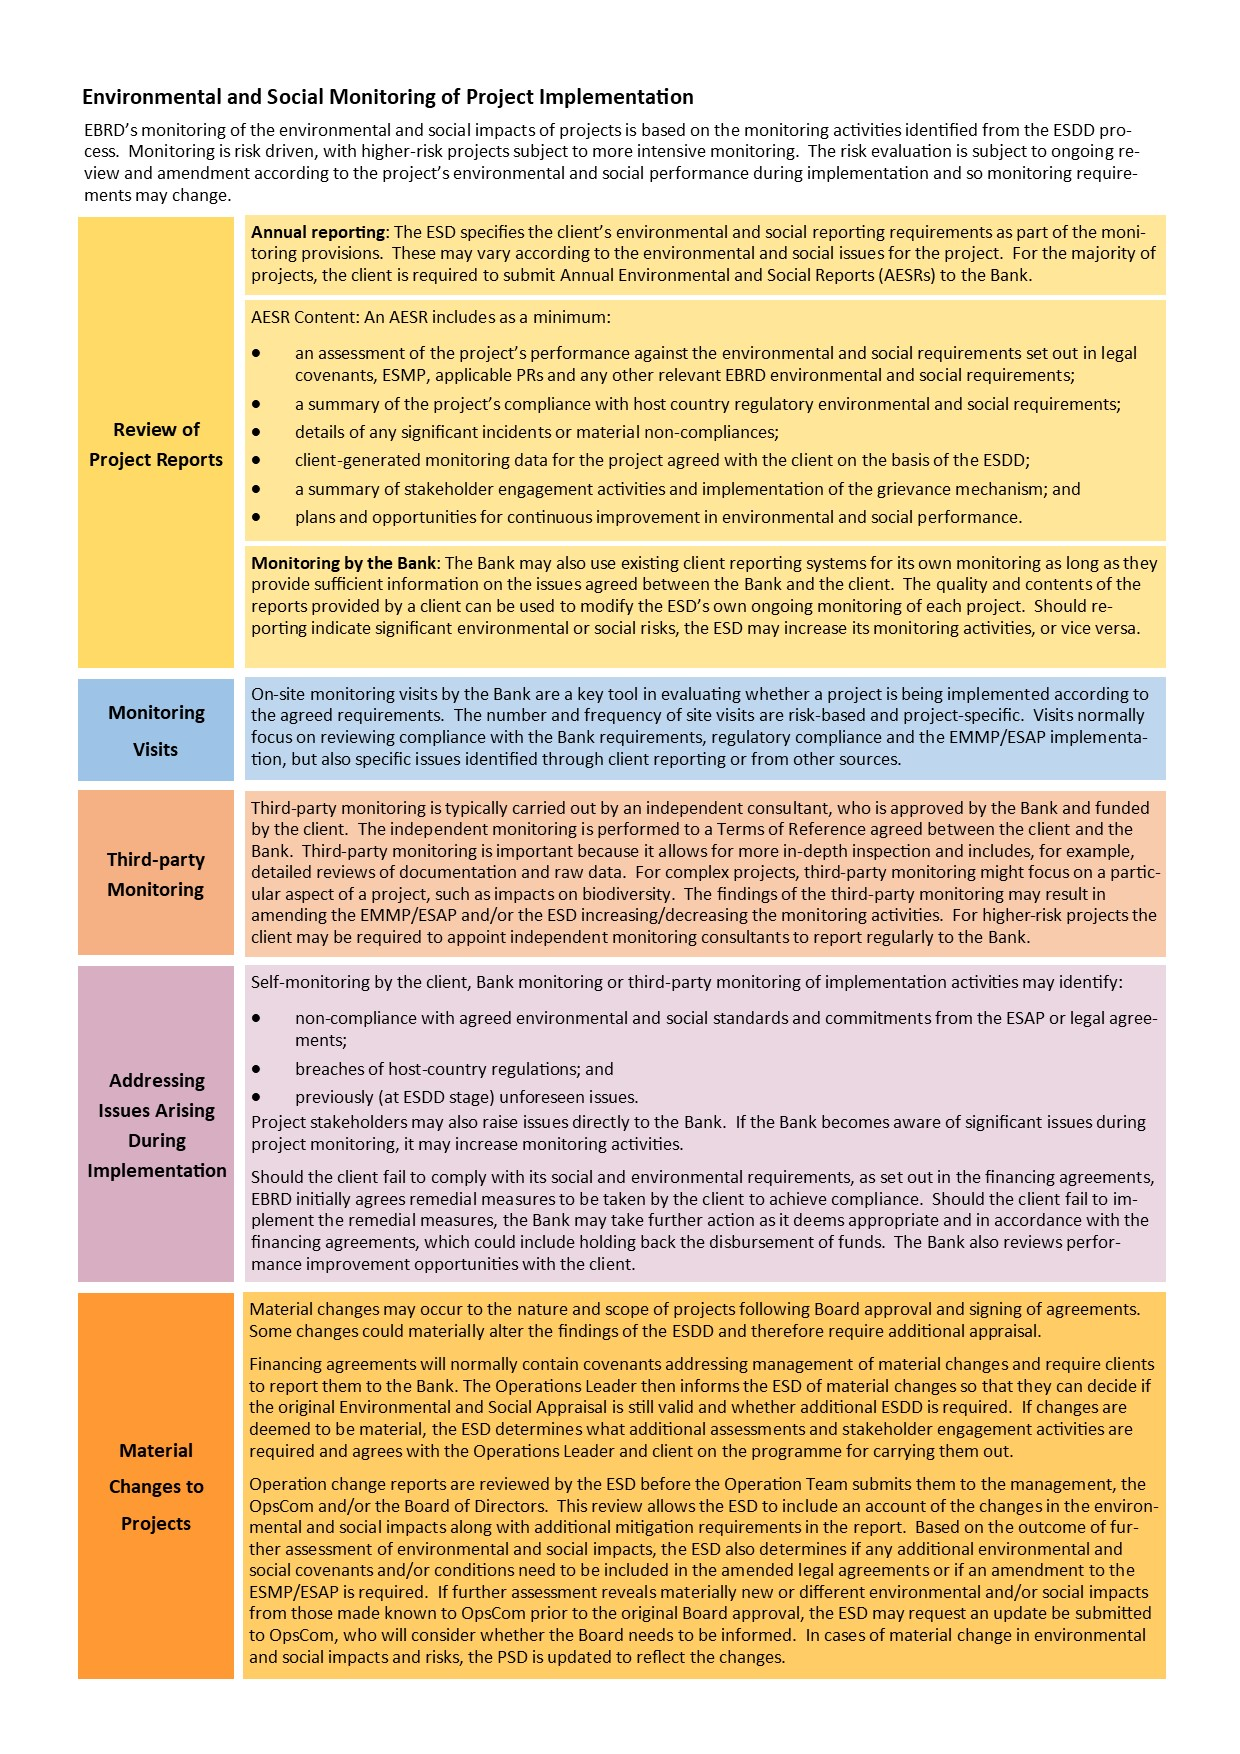 Environmental and Social Monitoring of Project Implementation
EBRD's monitoring of the environmental and social impacts of projects is based on the monitoring activities identified from the ESDD pro-
cess.  Monitoring is risk driven, with higher-risk projects subject to more intensive monitoring.  The risk evaluation is subject to ongoing re-
view and amendment according to the project's environmental and social performance during implementation and so monitoring require-
ments may change.
Review of
Project Reports
Annual reporting: The ESD specifies the client's environmental and social reporting requirements as part of the moni-
toring provisions.  These may vary according to the environmental and social issues for the project.  For the majority of
projects, the client is required to submit Annual Environmental and Social Reports (AESRs) to the Bank.
AESR Content: An AESR includes as a minimum:
• an assessment of the project's performance against the environmental and social requirements set out in legal
covenants, ESMP, applicable PRs and any other relevant EBRD environmental and social requirements;
• a summary of the project's compliance with host country regulatory environmental and social requirements;
• details of any significant incidents or material non-compliances;
• client-generated monitoring data for the project agreed with the client on the basis of the ESDD;
• a summary of stakeholder engagement activities and implementation of the grievance mechanism; and
• plans and opportunities for continuous improvement in environmental and social performance.
Monitoring by the Bank: The Bank may also use existing client reporting systems for its own monitoring as long as they
provide sufficient information on the issues agreed between the Bank and the client.  The quality and contents of the
reports provided by a client can be used to modify the ESD's own ongoing monitoring of each project.  Should re-
porting indicate significant environmental or social risks, the ESD may increase its monitoring activities, or vice versa.
Monitoring
Visits
On-site monitoring visits by the Bank are a key tool in evaluating whether a project is being implemented according to
the agreed requirements.  The number and frequency of site visits are risk-based and project-specific.  Visits normally
focus on reviewing compliance with the Bank requirements, regulatory compliance and the EMMP/ESAP implementa-
tion, but also specific issues identified through client reporting or from other sources.
Third-party
Monitoring
Third-party monitoring is typically carried out by an independent consultant, who is approved by the Bank and funded
by the client.  The independent monitoring is performed to a Terms of Reference agreed between the client and the
Bank.  Third-party monitoring is important because it allows for more in-depth inspection and includes, for example,
detailed reviews of documentation and raw data.  For complex projects, third-party monitoring might focus on a partic-
ular aspect of a project, such as impacts on biodiversity.  The findings of the third-party monitoring may result in
amending the EMMP/ESAP and/or the ESD increasing/decreasing the monitoring activities.  For higher-risk projects the
client may be required to appoint independent monitoring consultants to report regularly to the Bank.
Addressing
Issues Arising
During
Implementation
Self-monitoring by the client, Bank monitoring or third-party monitoring of implementation activities may identify:
• non-compliance with agreed environmental and social standards and commitments from the ESAP or legal agree-
ments;
• breaches of host-country regulations; and
• previously (at ESDD stage) unforeseen issues.
Project stakeholders may also raise issues directly to the Bank.  If the Bank becomes aware of significant issues during
project monitoring, it may increase monitoring activities.
Should the client fail to comply with its social and environmental requirements, as set out in the financing agreements,
EBRD initially agrees remedial measures to be taken by the client to achieve compliance.  Should the client fail to im-
plement the remedial measures, the Bank may take further action as it deems appropriate and in accordance with the
financing agreements, which could include holding back the disbursement of funds.  The Bank also reviews perfor-
mance improvement opportunities with the client.
Material
Changes to
Projects
Material changes may occur to the nature and scope of projects following Board approval and signing of agreements.
Some changes could materially alter the findings of the ESDD and therefore require additional appraisal.
Financing agreements will normally contain covenants addressing management of material changes and require clients
to report them to the Bank. The Operations Leader then informs the ESD of material changes so that they can decide if
the original Environmental and Social Appraisal is still valid and whether additional ESDD is required.  If changes are
deemed to be material, the ESD determines what additional assessments and stakeholder engagement activities are
required and agrees with the Operations Leader and client on the programme for carrying them out.
Operation change reports are reviewed by the ESD before the Operation Team submits them to the management, the
OpsCom and/or the Board of Directors.  This review allows the ESD to include an account of the changes in the environ-
mental and social impacts along with additional mitigation requirements in the report.  Based on the outcome of fur-
ther assessment of environmental and social impacts, the ESD also determines if any additional environmental and
social covenants and/or conditions need to be included in the amended legal agreements or if an amendment to the
ESMP/ESAP is required.  If further assessment reveals materially new or different environmental and/or social impacts
from those made known to OpsCom prior to the original Board approval, the ESD may request an update be submitted
to OpsCom, who will consider whether the Board needs to be informed.  In cases of material change in environmental
and social impacts and risks, the PSD is updated to reflect the changes.